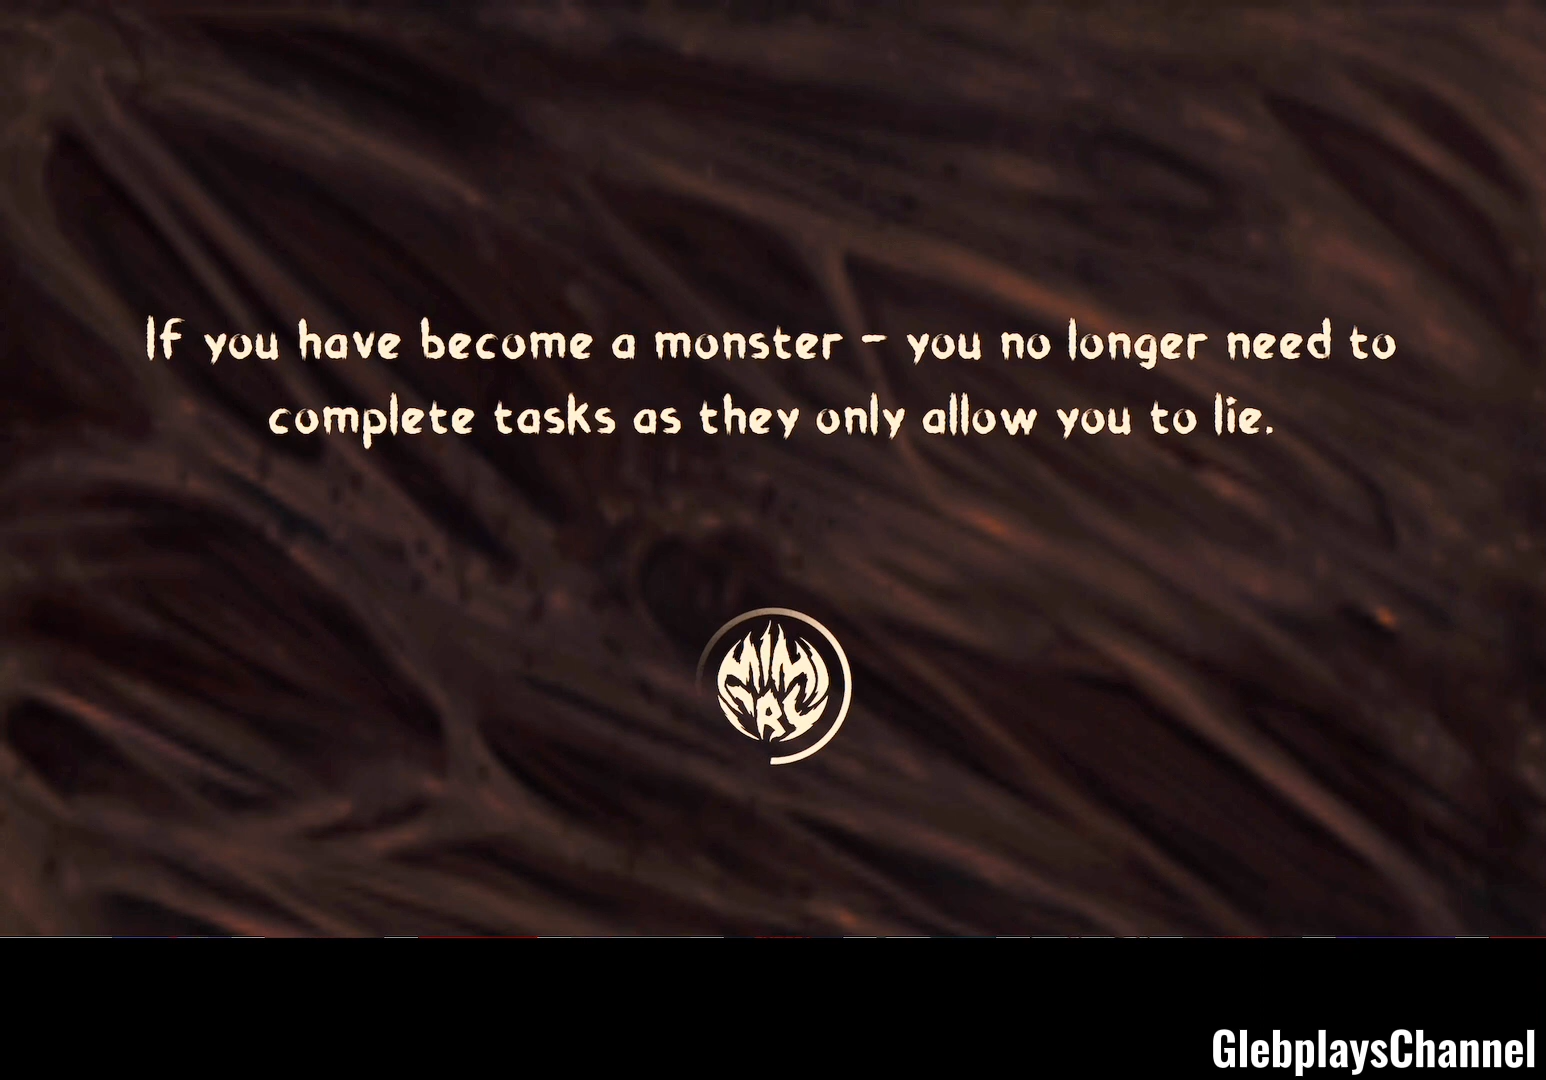 If you have become a monster - you no longer need to
complete tasks as they only allow you to lie.
MIMICRY
GlebplaysChannel